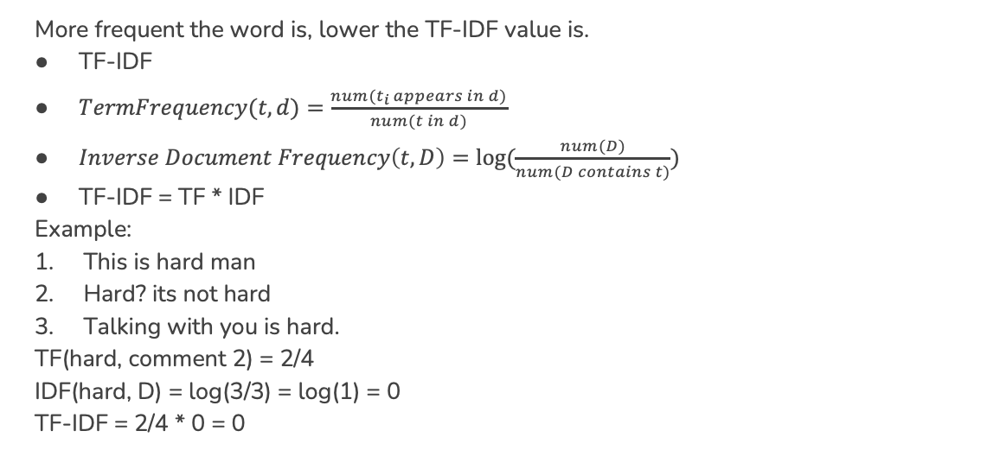 More frequent the word is, lower the TF-IDF value is.
● TF-IDF
● TermFrequency(t, d) = num(tᵢ appears in d) / num(t in d)
● Inverse Document Frequency(t, D) = log(num(D) / num(D contains t))
● TF-IDF = TF * IDF
Example:
1. This is hard man
2. Hard? its not hard
3. Talking with you is hard.
TF(hard, comment 2) = 2/4
IDF(hard, D) = log(3/3) = log(1) = 0
TF-IDF = 2/4 * 0 = 0